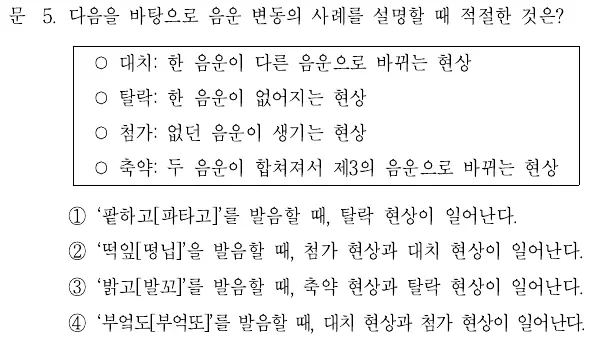 문 5. 다음을 바탕으로 음운 변동의 사례를 설명할 때 적절한 것은?
○ 대치: 한 음운이 다른 음운으로 바뀌는 현상
○ 탈락: 한 음운이 없어지는 현상
○ 첨가: 없던 음운이 생기는 현상
○ 축약: 두 음운이 합쳐져서 제3의 음운으로 바뀌는 현상
① ‘팥하고[파타고]’를 발음할 때, 탈락 현상이 일어난다.
② ‘떡잎[떵닙]’을 발음할 때, 첨가 현상과 대치 현상이 일어난다.
③ ‘밝고[발꼬]’를 발음할 때, 축약 현상과 탈락 현상이 일어난다.
④ ‘부엌도[부억또]’를 발음할 때, 대치 현상과 첨가 현상이 일어난다.